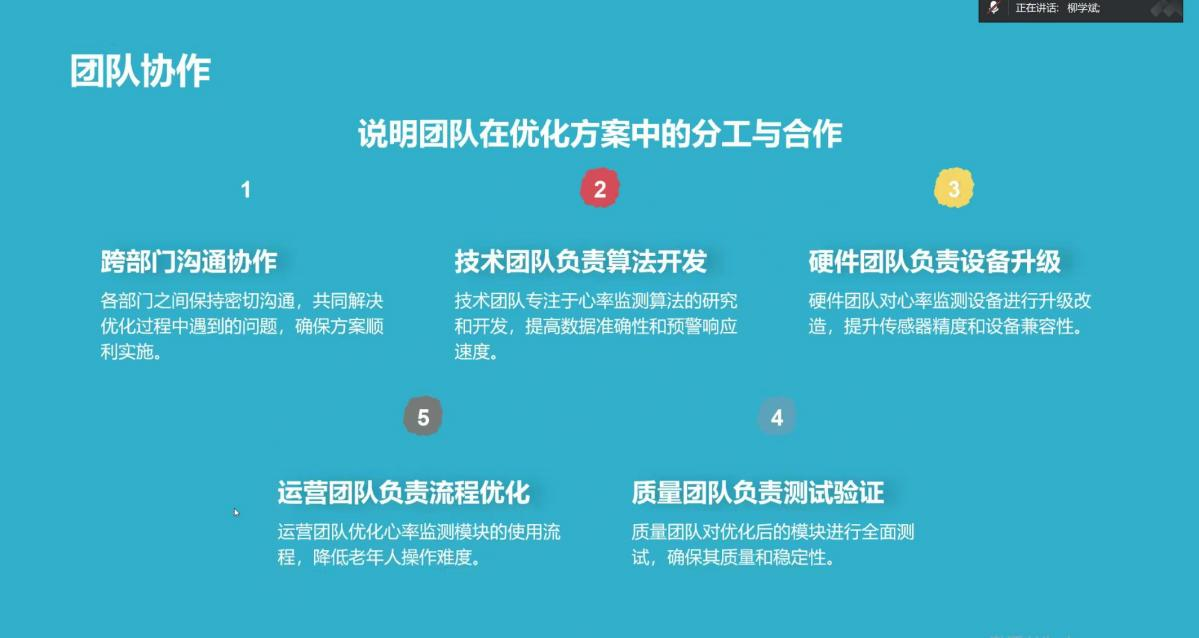 正在讲话: 柳学斌;
团队协作
说明团队在优化方案中的分工与合作
1
2
3
跨部门沟通协作
技术团队负责算法开发
硬件团队负责设备升级
各部门之间保持密切沟通，共同解决
优化过程中遇到的问题，确保方案顺
利实施。
技术团队专注于心率监测算法的研究
和开发，提高数据准确性和预警响应
速度。
硬件团队对心率监测设备进行升级改
造，提升传感器精度和设备兼容性。
5
4
运营团队负责流程优化
质量团队负责测试验证
运营团队优化心率监测模块的使用流
程，降低老年人操作难度。
质量团队对优化后的模块进行全面测
试，确保其质量和稳定性。